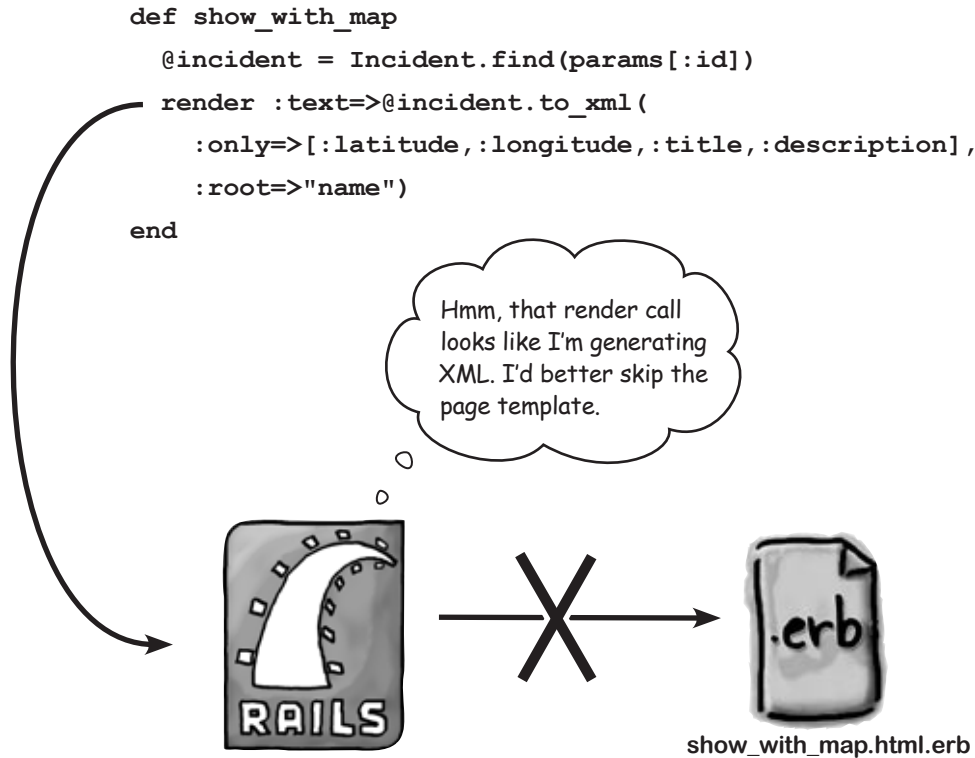 def show_with_map
@incident = Incident.find(params[:id])
render :text=>@incident.to_xml(
:only=>[:latitude,:longitude,:title,:description],
:root=>"name")
end
Hmm, that render call
looks like I'm generating
XML. I'd better skip the
page template.
RAILS
.erb
show_with_map.html.erb